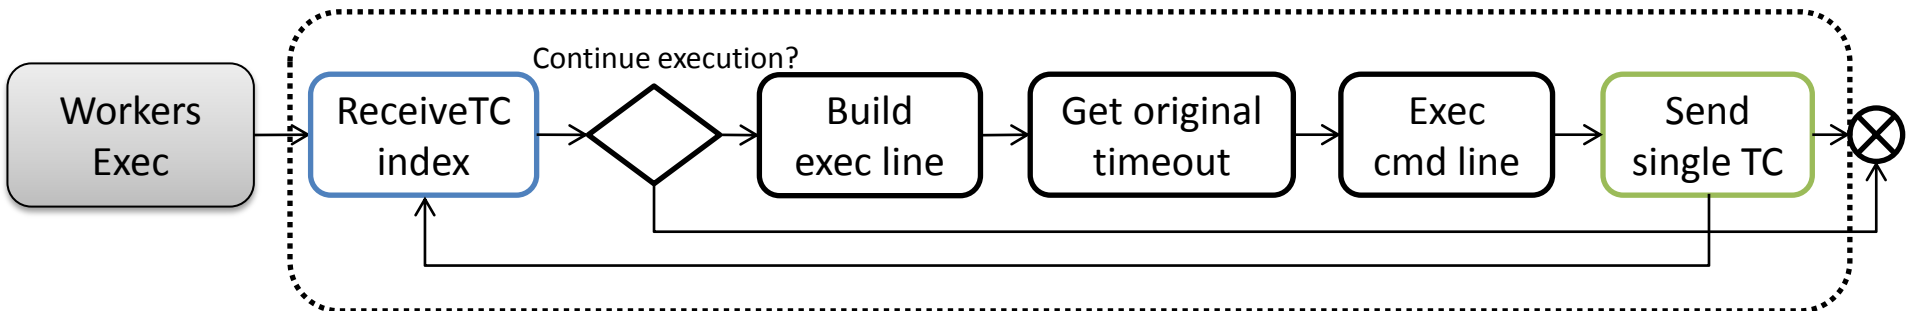 Continue execution?
Workers
Exec
ReceiveTC
index
Build
exec line
Get original
timeout
Exec
cmd line
Send
single TC